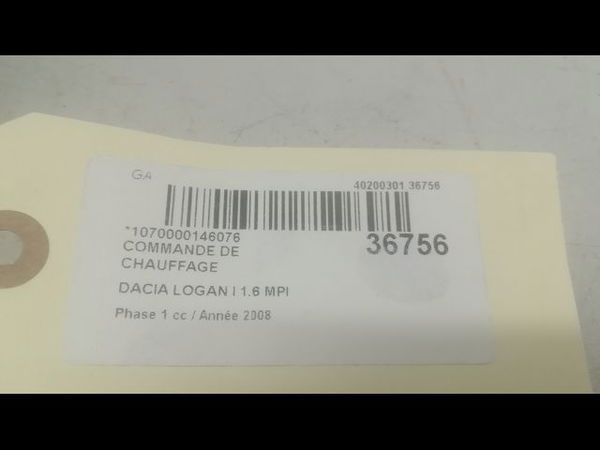 GA
40200301 36756
*1070000146076
36756
COMMANDE DE
CHAUFFAGE
DACIA LOGAN I 1.6 MPI
Phase 1 cc / Année 2008